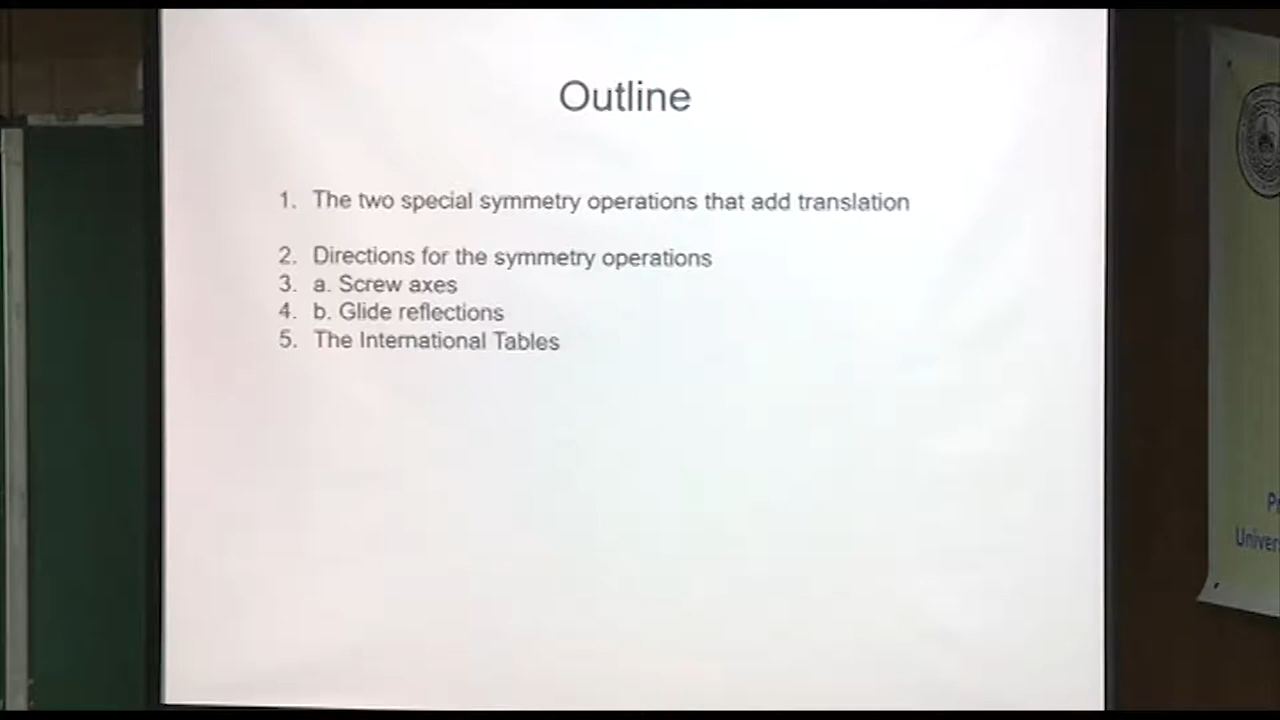 Outline
1. The two special symmetry operations that add translation
2. Directions for the symmetry operations
3. a. Screw axes
4. b. Glide reflections
5. The International Tables